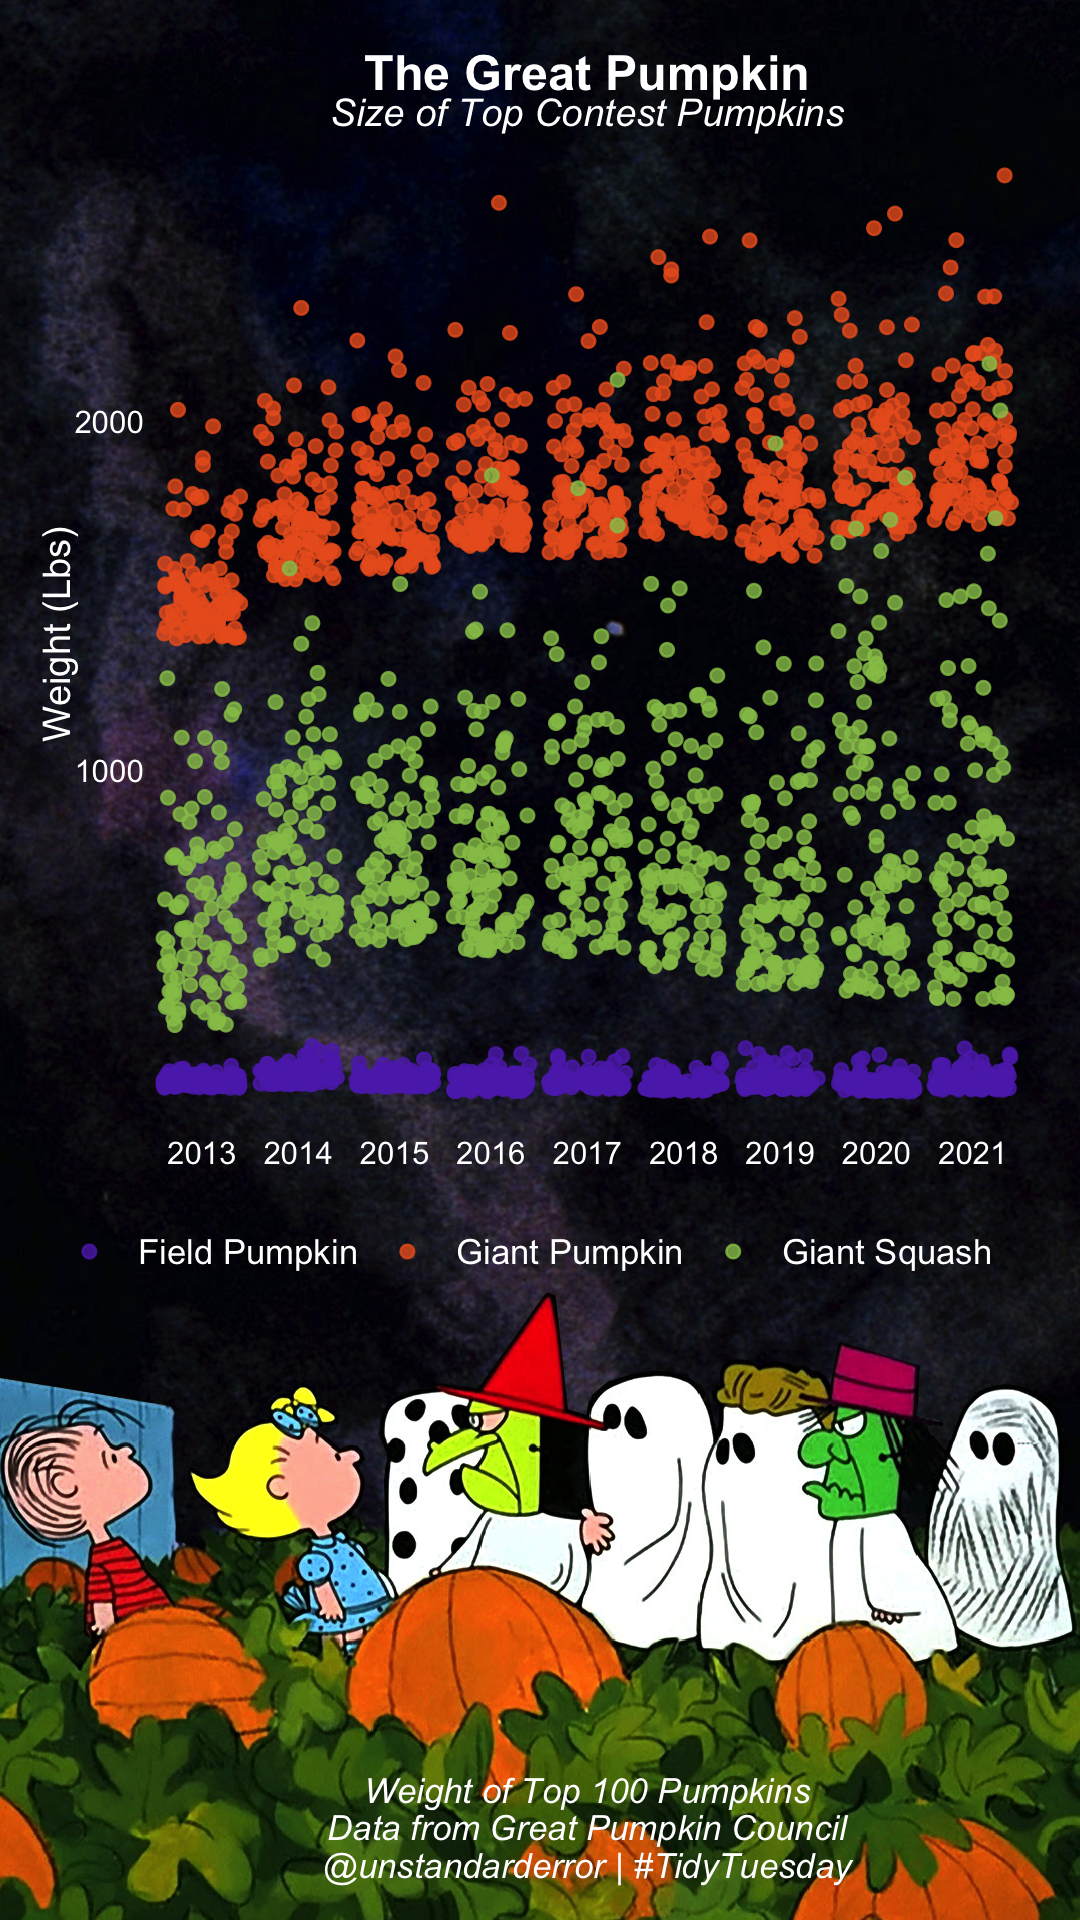 The Great Pumpkin
Size of Top Contest Pumpkins
2000
Weight (Lbs)
1000
2013 2014 2015 2016 2017 2018 2019 2020 2021
Field Pumpkin Giant Pumpkin Giant Squash
Weight of Top 100 Pumpkins
Data from Great Pumpkin Council
@unstandarderror | #TidyTuesday